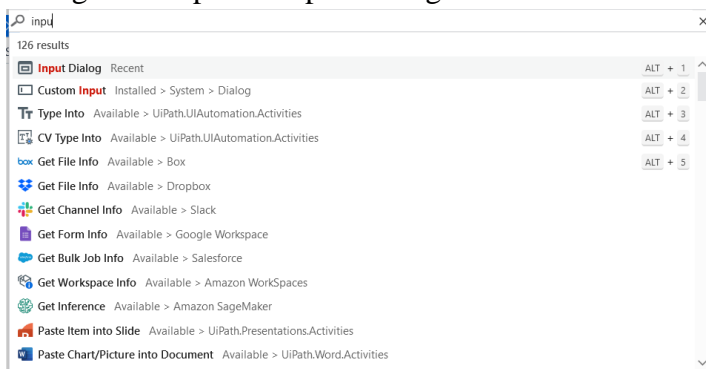 inpu
126 results
Input Dialog Recent ALT + 1
Custom Input Installed > System > Dialog ALT + 2
Type Into Available > UiPath.UIAutomation.Activities ALT + 3
CV Type Into Available > UiPath.UIAutomation.Activities ALT + 4
box Get File Info Available > Box ALT + 5
Get File Info Available > Dropbox
Get Channel Info Available > Slack
Get Form Info Available > Google Workspace
Get Bulk Job Info Available > Salesforce
Get Workspace Info Available > Amazon WorkSpaces
Get Inference Available > Amazon SageMaker
Paste Item into Slide Available > UiPath.Presentations.Activities
Paste Chart/Picture into Document Available > UiPath.Word.Activities